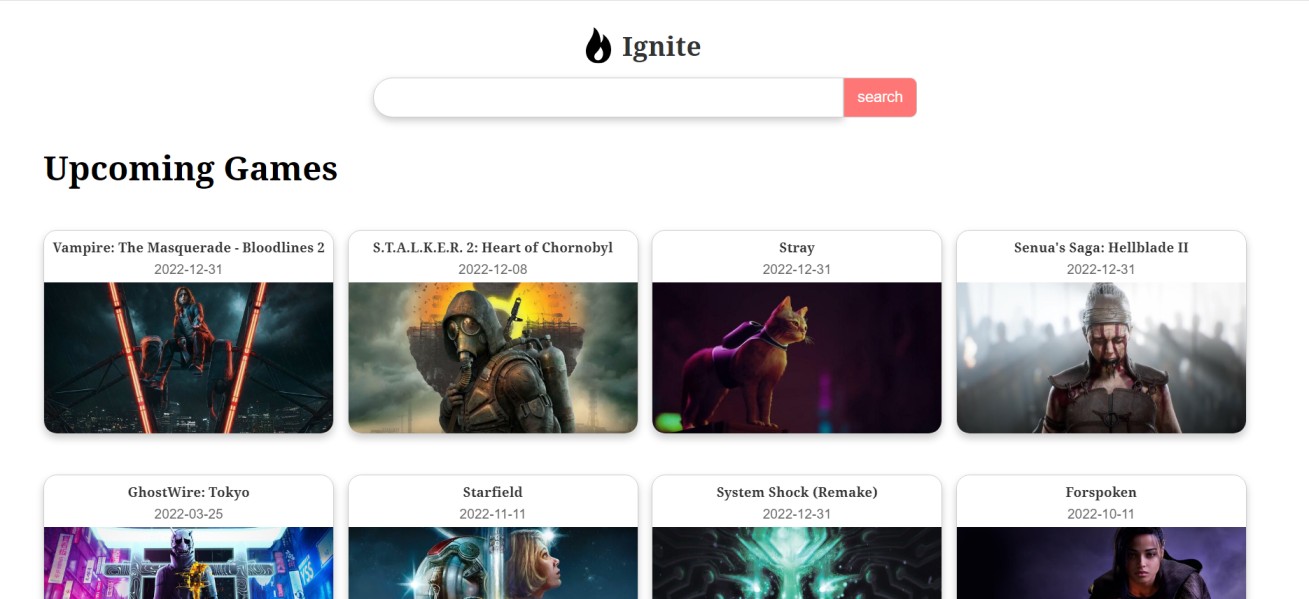 Ignite
search
Upcoming Games
Vampire: The Masquerade - Bloodlines 2
2022-12-31
S.T.A.L.K.E.R. 2: Heart of Chornobyl
2022-12-08
Stray
2022-12-31
Senua's Saga: Hellblade II
2022-12-31
GhostWire: Tokyo
2022-03-25
Starfield
2022-11-11
System Shock (Remake)
2022-12-31
Forspoken
2022-10-11